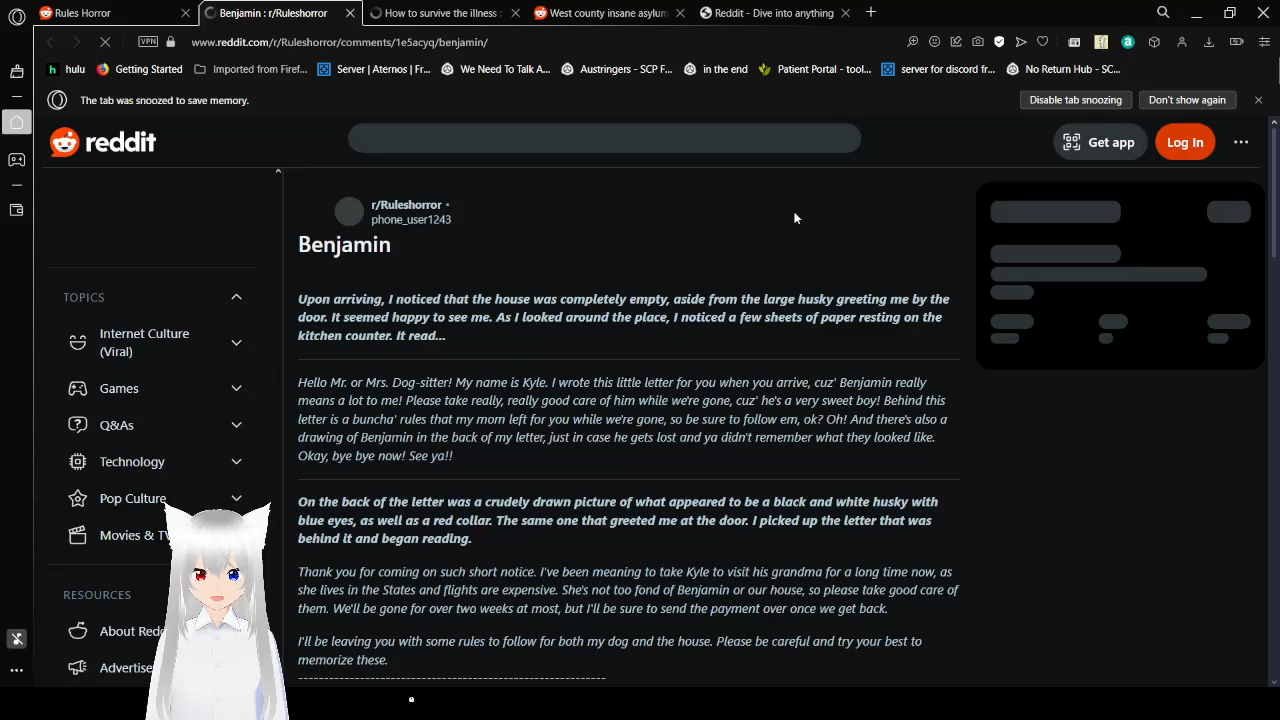 Rules Horror
Benjamin : r/Ruleshorror
How to survive the illness :
West county insane asylum
Reddit - Dive into anything
VPN
www.reddit.com/r/Ruleshorror/comments/1e5acyq/benjamin/
hulu
Getting Started
Imported from Firef...
Server | Aternos | Fr...
We Need To Talk A...
Austringers - SCP F...
in the end
Patient Portal - tool...
server for discord fr...
No Return Hub - SC...
The tab was snoozed to save memory.
Disable tab snoozing
Don't show again
reddit
Get app
Log In
r/Ruleshorror •
phone_user1243
Benjamin
Upon arriving, I noticed that the house was completely empty, aside from the large husky greeting me by the
door. It seemed happy to see me. As I looked around the place, I noticed a few sheets of paper resting on the
kitchen counter. It read...
Hello Mr. or Mrs. Dog-sitter! My name is Kyle. I wrote this little letter for you when you arrive, cuz' Benjamin really
means a lot to me! Please take really, really good care of him while we're gone, cuz' he's a very sweet boy! Behind this
letter is a buncha' rules that my mom left for you while we're gone, so be sure to follow em, ok? Oh! And there's also a
drawing of Benjamin in the back of my letter, just in case he gets lost and ya didn't remember what they looked like.
Okay, bye bye now! See ya!!
On the back of the letter was a crudely drawn picture of what appeared to be a black and white husky with
blue eyes, as well as a red collar. The same one that greeted me at the door. I picked up the letter that was
behind it and began reading.
Thank you for coming on such short notice. I've been meaning to take Kyle to visit his grandma for a long time now, as
she lives in the States and flights are expensive. She's not too fond of Benjamin or our house, so please take good care of
them. We'll be gone for over two weeks at most, but I'll be sure to send the payment over once we get back.
I'll be leaving you with some rules to follow for both my dog and the house. Please be careful and try your best to
memorize these.
------------------------------------------------------------
TOPICS
Internet Culture
(Viral)
Games
Q&As
Technology
Pop Culture
Movies & TV
RESOURCES
About Redd
Advertise